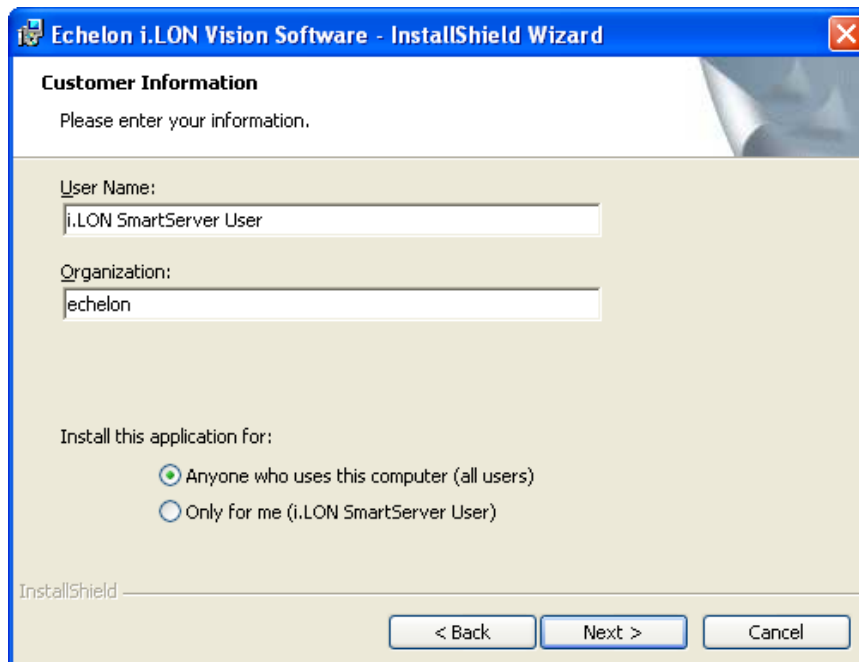 Echelon i.LON Vision Software - InstallShield Wizard
Customer Information
Please enter your information.
User Name:
i.LON SmartServer User
Organization:
echelon
Install this application for:
Anyone who uses this computer (all users)
Only for me (i.LON SmartServer User)
InstallShield
< Back Next > Cancel